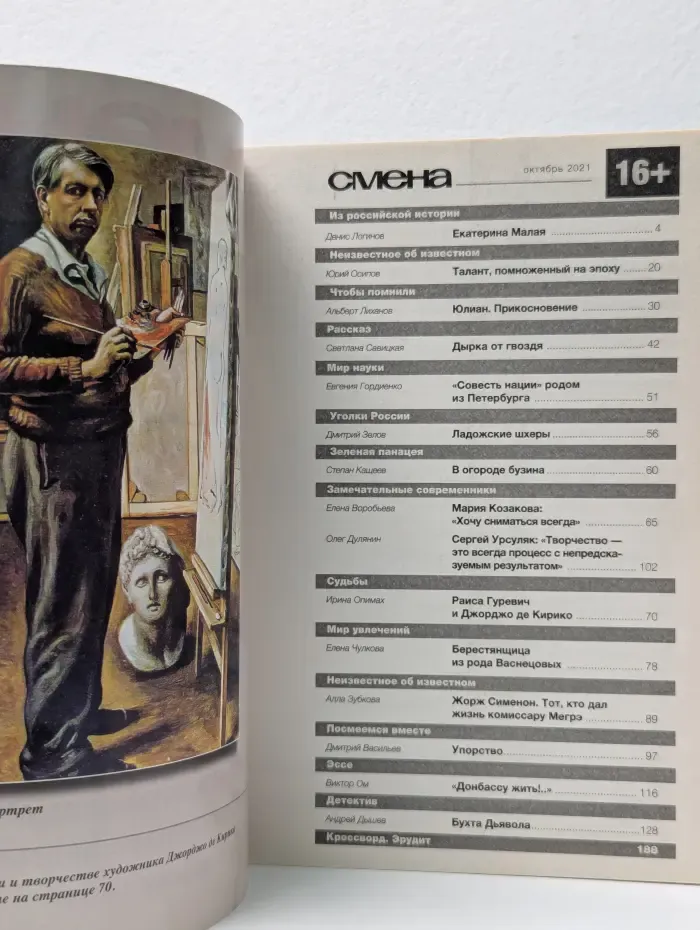 смена
октябрь 2021
16+
Из российской истории
Денис Логинов Екатерина Малая 4
Неизвестное об известном
Юрий Осипов Талант, помноженный на эпоху 20
Чтобы помнили
Альберт Лиханов Юлиан. Прикосновение 30
Рассказ
Светлана Савицкая Дырка от гвоздя 42
Мир науки
Евгения Гордиенко «Совесть нации» родом
из Петербурга 51
Уголки России
Дмитрий Зелов Ладожские шхеры 56
Зеленая панацея
Степан Кащеев В огороде бузина 60
Замечательные современники
Елена Воробьева Мария Козакова:
«Хочу сниматься всегда» 65
Олег Дулянин Сергей Урсуляк: «Творчество —
это всегда процесс с непредска-
зуемым результатом» 102
Судьбы
Ирина Опимах Раиса Гуревич
и Джорджо де Кирико 70
Мир увлечений
Елена Чулкова Берестянщица
из рода Васнецовых 78
Неизвестное об известном
Алла Зубкова Жорж Сименон. Тот, кто дал
жизнь комиссару Мегрэ 89
Посмеемся вместе
Дмитрий Васильев Упорство 97
Эссе
Виктор Ом «Донбассу жить!..» 116
Детектив
Андрей Дышев Бухта Дьявола 128
Кроссворд. Эрудит 188
и творчестве художника Джорджо де Кирико
на странице 70.